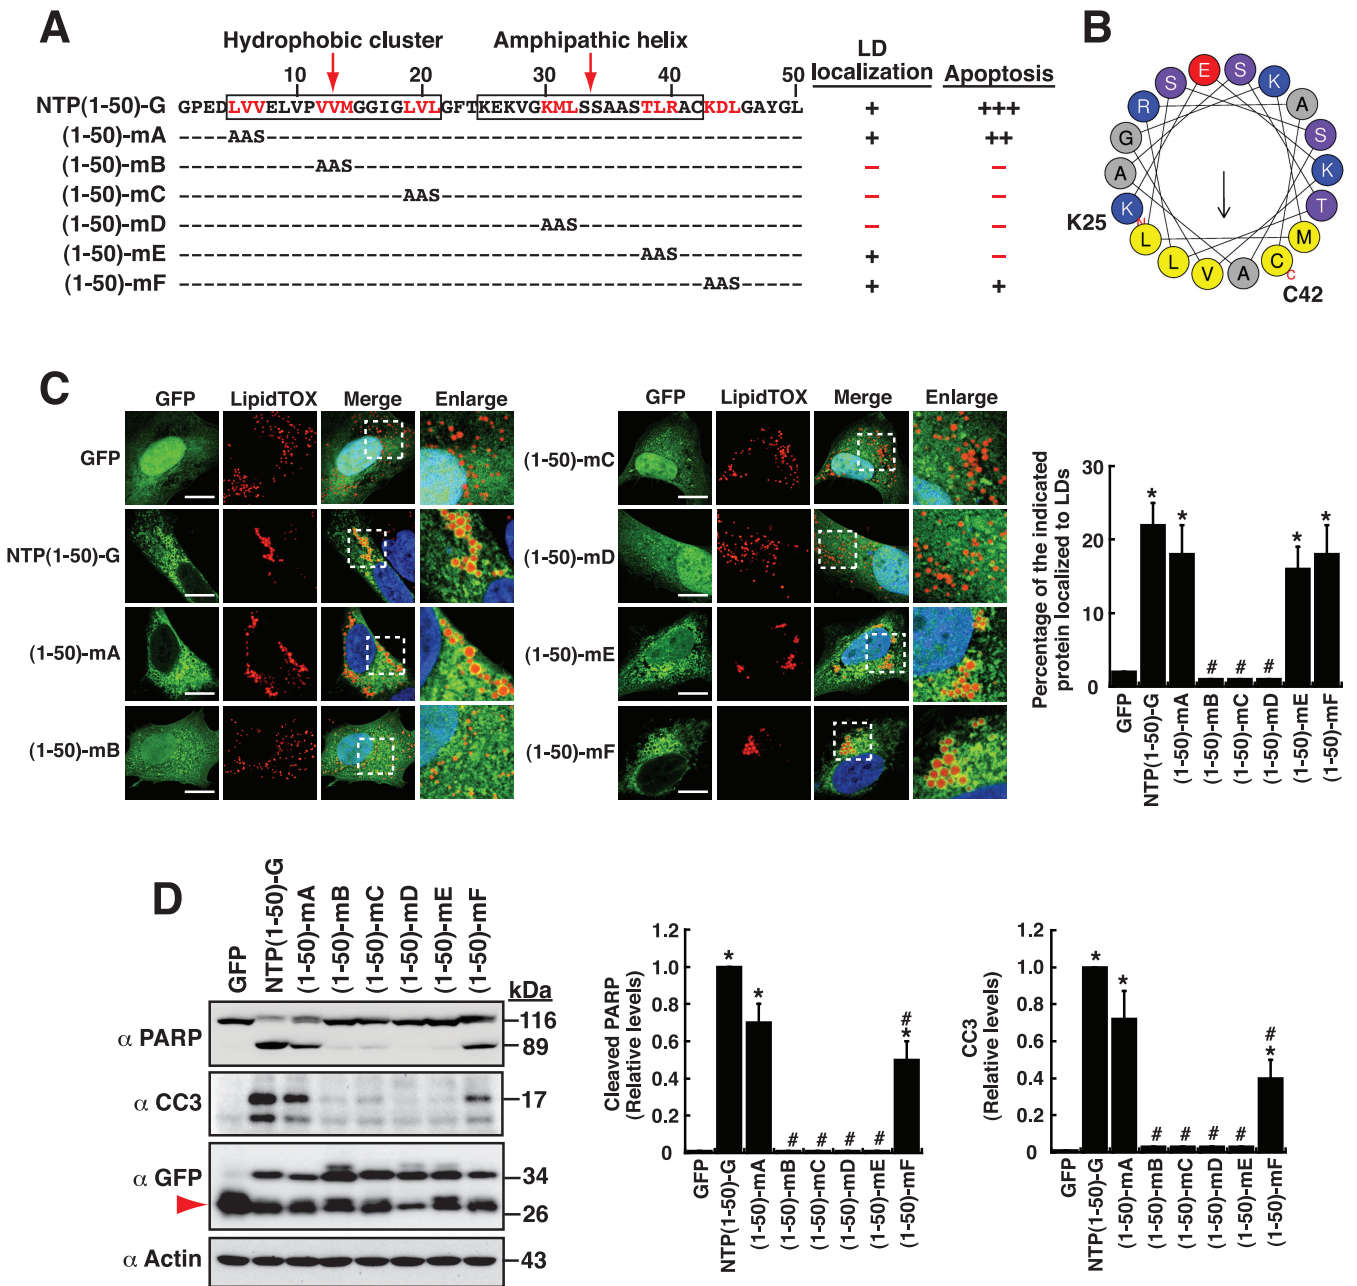 A
Hydrophobic cluster
Amphipathic helix
LD
localization
Apoptosis
10
20
30
40
50
NTP(1-50)-G GPEDLVVELVPVVMGGIGLVLGFTKEKVGKMLSSAASTLRACKDLGAYGL + +++
(1-50)-mA ----AAS------------------------------------------- + ++
(1-50)-mB -----------AAS------------------------------------ – –
(1-50)-mC ------------------AAS----------------------------- – –
(1-50)-mD -----------------------------AAS------------------ – –
(1-50)-mE -------------------------------------AAS---------- + –
(1-50)-mF ------------------------------------------AAS----- + +
B
S E S K
R A
G S
A K
K T
N
L M
L V A C
C
K25
C42
C
GFP LipidTOX Merge Enlarge
GFP
NTP(1-50)-G
(1-50)-mA
(1-50)-mB
GFP LipidTOX Merge Enlarge
(1-50)-mC
(1-50)-mD
(1-50)-mE
(1-50)-mF
Percentage of the indicated
protein localized to LDs
30
20
10
0
* * # # # * *
GFP
NTP(1-50)-G
(1-50)-mA
(1-50)-mB
(1-50)-mC
(1-50)-mD
(1-50)-mE
(1-50)-mF
D
GFP
NTP(1-50)-G
(1-50)-mA
(1-50)-mB
(1-50)-mC
(1-50)-mD
(1-50)-mE
(1-50)-mF
kDa
α PARP
116
89
α CC3
17
α GFP
34
26
α Actin
43
Cleaved PARP
(Relative levels)
1.2
1.0
0.8
0.6
0.4
0.2
0
* * # # # # #
*
GFP
NTP(1-50)-G
(1-50)-mA
(1-50)-mB
(1-50)-mC
(1-50)-mD
(1-50)-mE
(1-50)-mF
CC3
(Relative levels)
1.2
1.0
0.8
0.6
0.4
0.2
0
* * # # # # #
*
GFP
NTP(1-50)-G
(1-50)-mA
(1-50)-mB
(1-50)-mC
(1-50)-mD
(1-50)-mE
(1-50)-mF